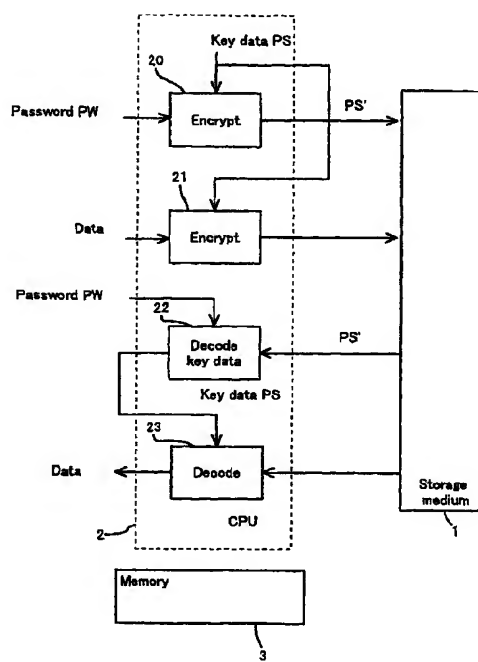 Key data PS
20
Password PW
Encrypt
PS'
21
Data
Encrypt
Password PW
22
Decode
key data
PS'
Key data PS
23
Data
Decode
Storage
medium
CPU
2
1
Memory
3